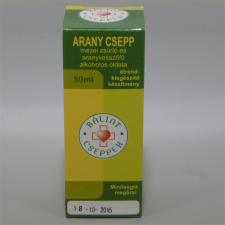 ARANY CSEPP
mezei zsurló és
aranyvesszőfű
alkoholos oldata
50ml
étrend-
kiegészítő
készítmény
BÁLINT
CSEPPEK
Minőségét
megőrzi:
18 -10- 2016